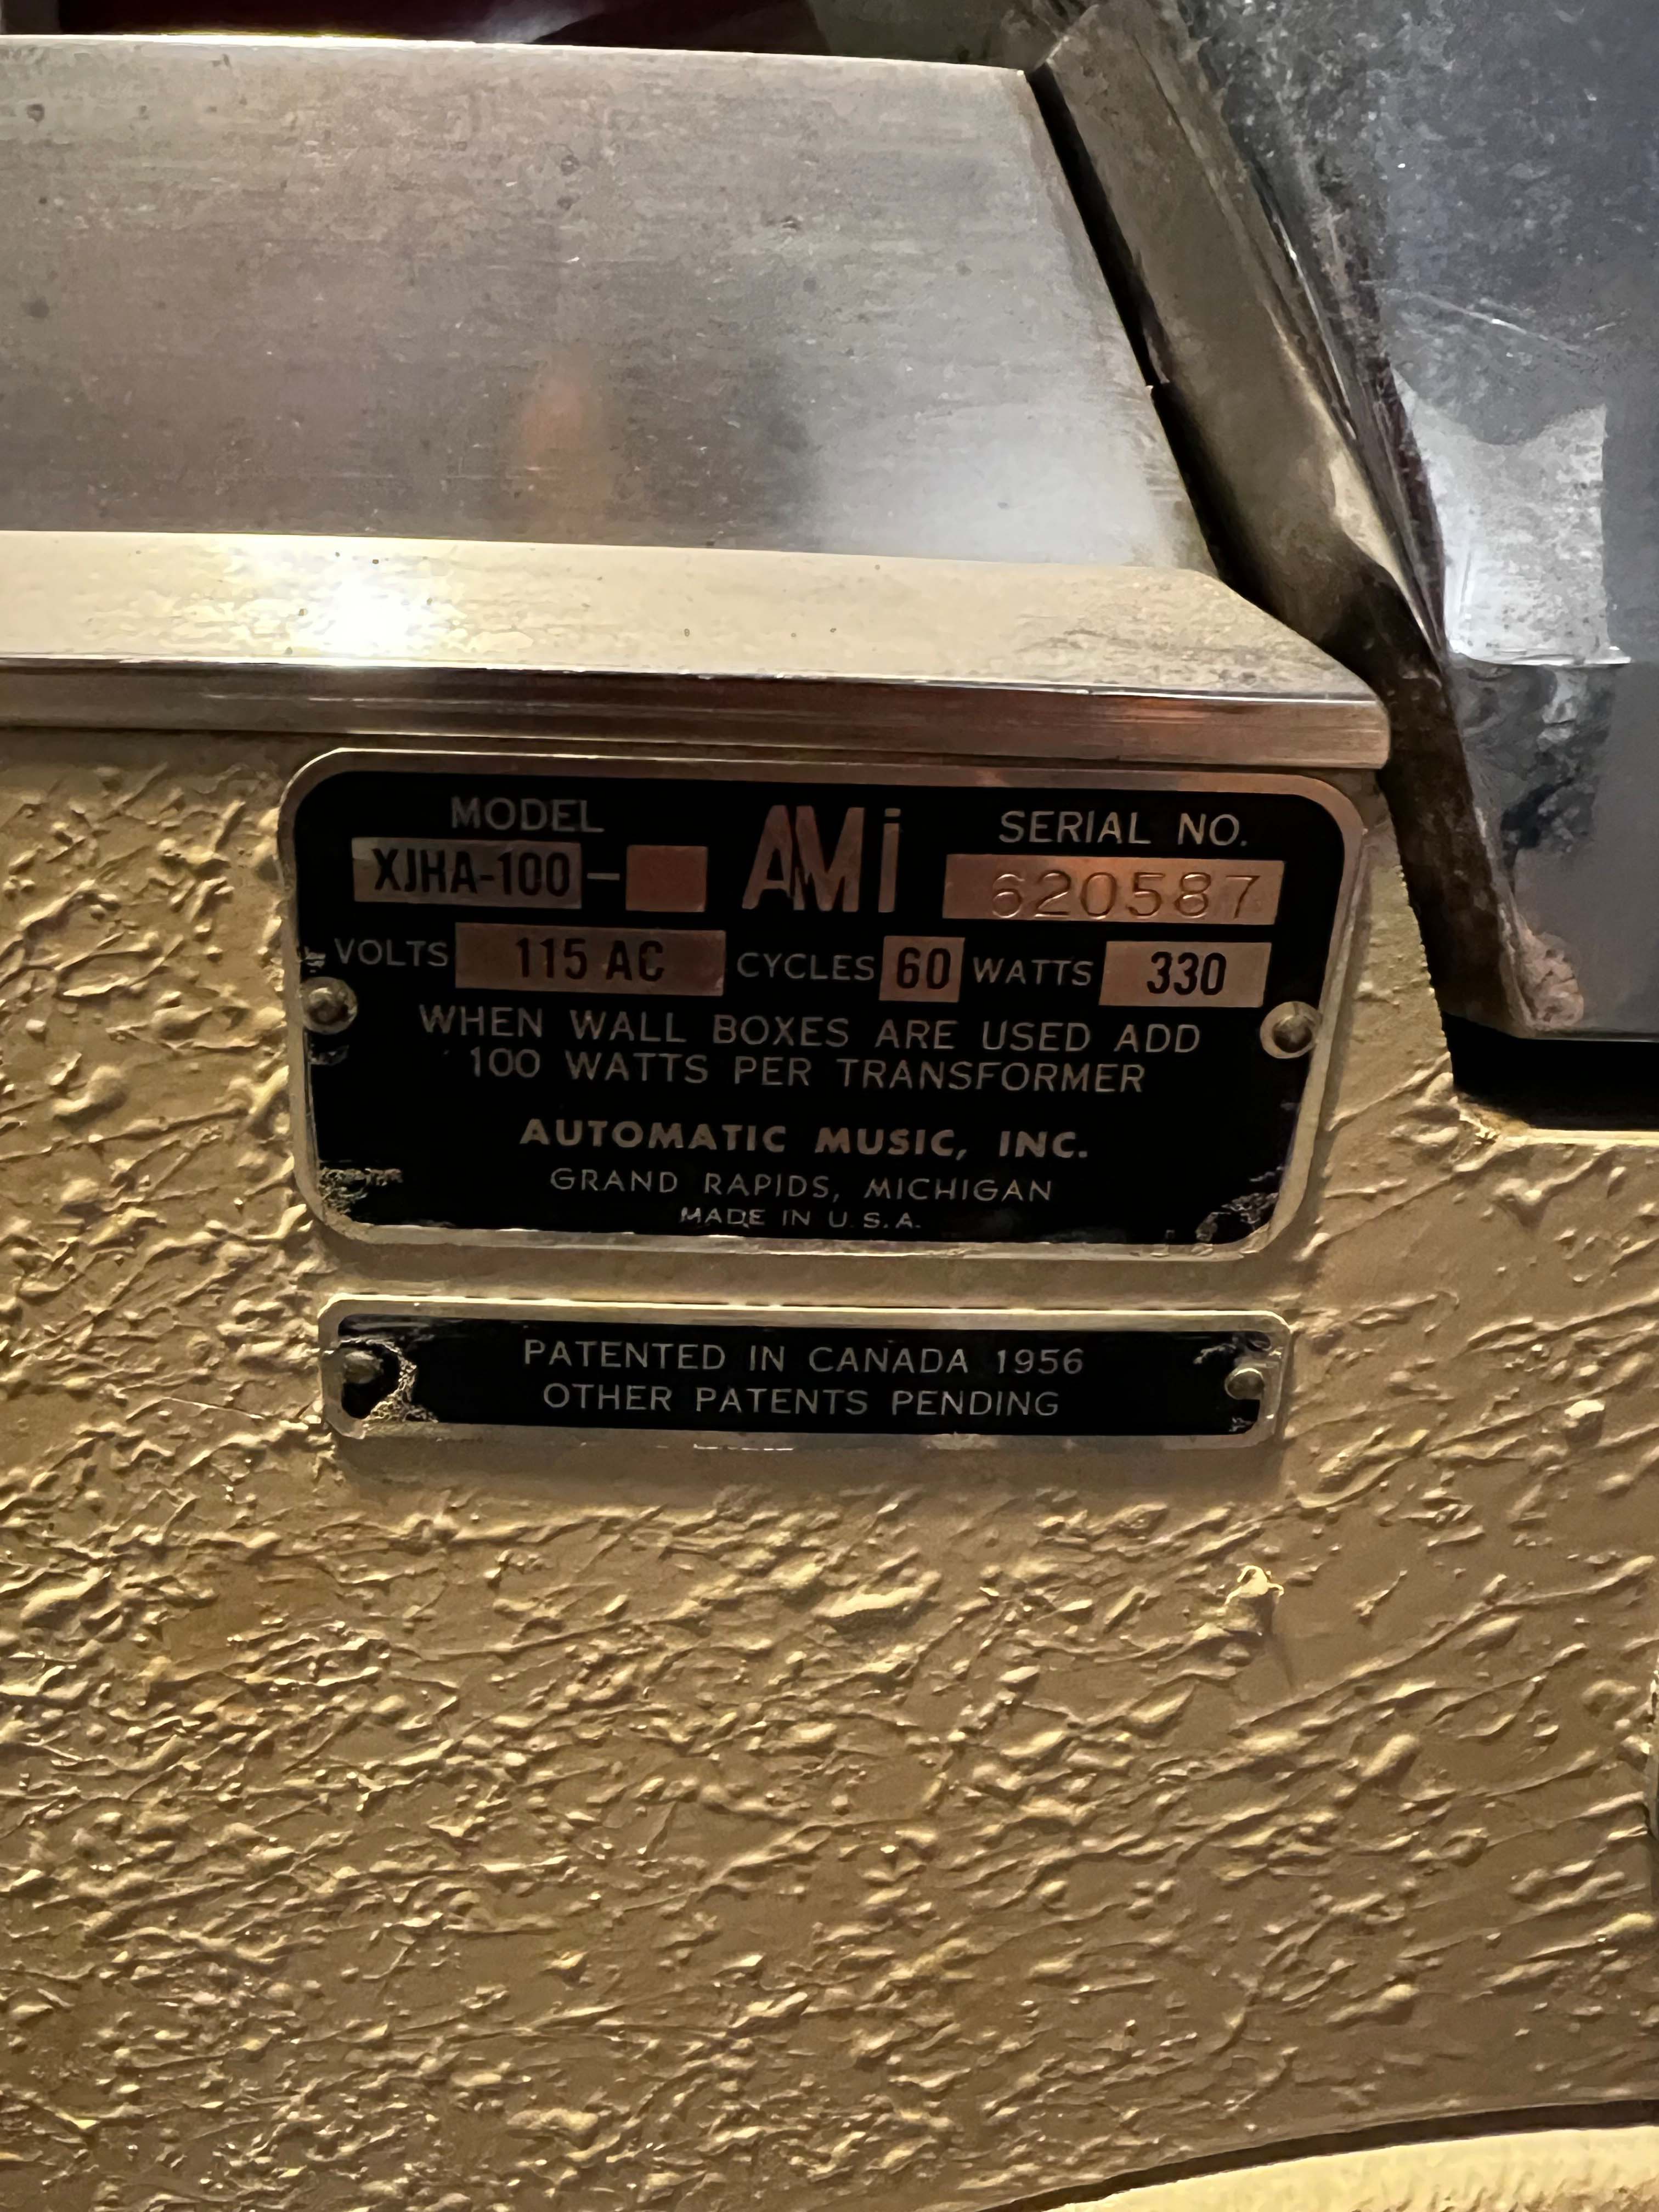 MODEL AMi SERIAL NO.
XJHA-100- 620587
VOLTS 115 AC CYCLES 60 WATTS 330
WHEN WALL BOXES ARE USED ADD
100 WATTS PER TRANSFORMER
AUTOMATIC MUSIC, INC.
GRAND RAPIDS, MICHIGAN
MADE IN U.S.A.
PATENTED IN CANADA 1956
OTHER PATENTS PENDING